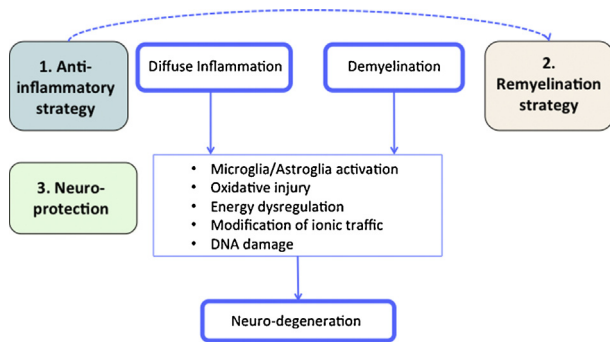 1. Anti-
inflammatory
strategy
Diffuse Inflammation
Demyelination
2.
Remyelination
strategy
3. Neuro-
protection
• Microglia/Astroglia activation
• Oxidative injury
• Energy dysregulation
• Modification of ionic traffic
• DNA damage
Neuro-degeneration